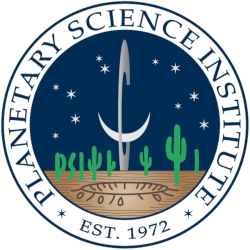 PLANETARY SCIENCE INSTITUTE
EST. 1972
PSI